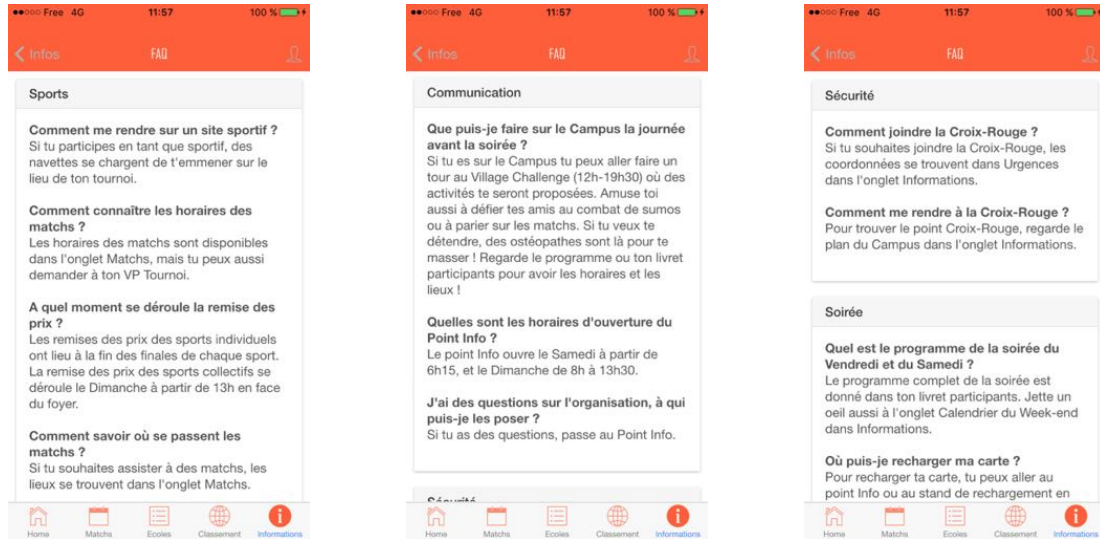 Free 4G 11:57 100 %
Infos FAQ
Sports
Comment me rendre sur un site sportif ?
Si tu participes en tant que sportif, des
navettes se chargent de t'emmener sur le
lieu de ton tournoi.
Comment connaître les horaires des
matchs ?
Les horaires des matchs sont disponibles
dans l'onglet Matchs, mais tu peux aussi
demander à ton VP Tournoi.
A quel moment se déroule la remise des
prix ?
Les remises des prix des sports individuels
ont lieu à la fin des finales de chaque sport.
La remise des prix des sports collectifs se
déroule le Dimanche à partir de 13h en face
du foyer.
Comment savoir où se passent les
matchs ?
Si tu souhaites assister à des matchs, les
lieux se trouvent dans l'onglet Matchs.
Home Matchs Ecoles Classement Informations
Free 4G 11:57 100 %
Infos FAQ
Communication
Que puis-je faire sur le Campus la journée
avant la soirée ?
Si tu es sur le Campus tu peux aller faire un
tour au Village Challenge (12h-19h30) où des
activités te seront proposées. Amuse toi
aussi à défier tes amis au combat de sumos
ou à parier sur les matchs. Si tu veux te
détendre, des ostéopathes sont là pour te
masser ! Regarde le programme ou ton livret
participants pour avoir les horaires et les
lieux !
Quelles sont les horaires d'ouverture du
Point Info ?
Le point Info ouvre le Samedi à partir de
6h15, et le Dimanche de 8h à 13h30.
J'ai des questions sur l'organisation, à qui
puis-je les poser ?
Si tu as des questions, passe au Point Info.
Sécurité
Home Matchs Ecoles Classement Informations
Free 4G 11:57 100 %
Infos FAQ
Sécurité
Comment joindre la Croix-Rouge ?
Si tu souhaites joindre la Croix-Rouge, les
coordonnées se trouvent dans Urgences
dans l'onglet Informations.
Comment me rendre à la Croix-Rouge ?
Pour trouver le point Croix-Rouge, regarde le
plan du Campus dans l'onglet Informations.
Soirée
Quel est le programme de la soirée du
Vendredi et du Samedi ?
Le programme complet de la soirée est
donné dans ton livret participants. Jette un
oeil aussi à l'onglet Calendrier du Week-end
dans Informations.
Où puis-je recharger ma carte ?
Pour recharger ta carte, tu peux aller au
point Info ou au stand de rechargement en
Home Matchs Ecoles Classement Informations